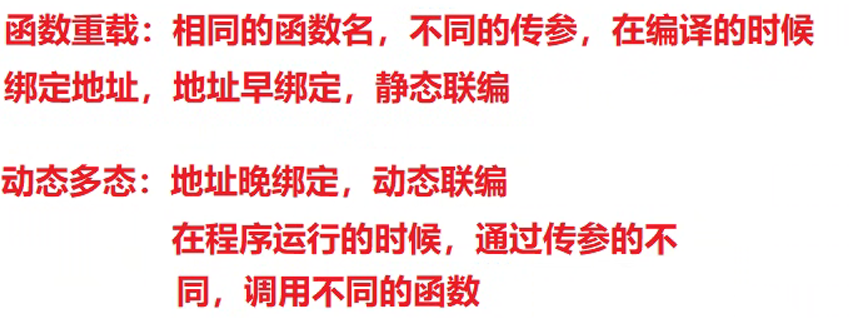 函数重载：相同的函数名，不同的传参，在编译的时候
绑定地址，地址早绑定，静态联编
动态多态：地址晚绑定，动态联编
在程序运行的时候，通过传参的不
同，调用不同的函数